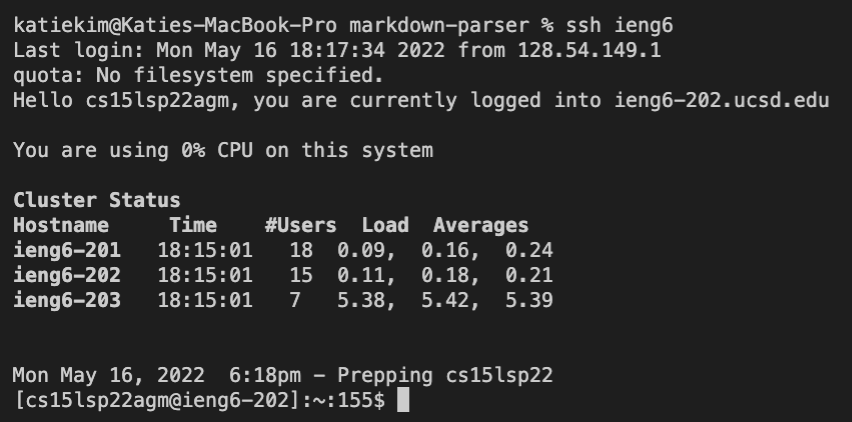 katiekim@Katies-MacBook-Pro markdown-parser % ssh ieng6
Last login: Mon May 16 18:17:34 2022 from 128.54.149.1
quota: No filesystem specified.
Hello cs15lsp22agm, you are currently logged into ieng6-202.ucsd.edu
You are using 0% CPU on this system
Cluster Status
Hostname     Time    #Users  Load  Averages
ieng6-201   18:15:01   18  0.09,  0.16,  0.24
ieng6-202   18:15:01   15  0.11,  0.18,  0.21
ieng6-203   18:15:01   7   5.38,  5.42,  5.39
Mon May 16, 2022  6:18pm - Prepping cs15lsp22
[cs15lsp22agm@ieng6-202]:~:155$